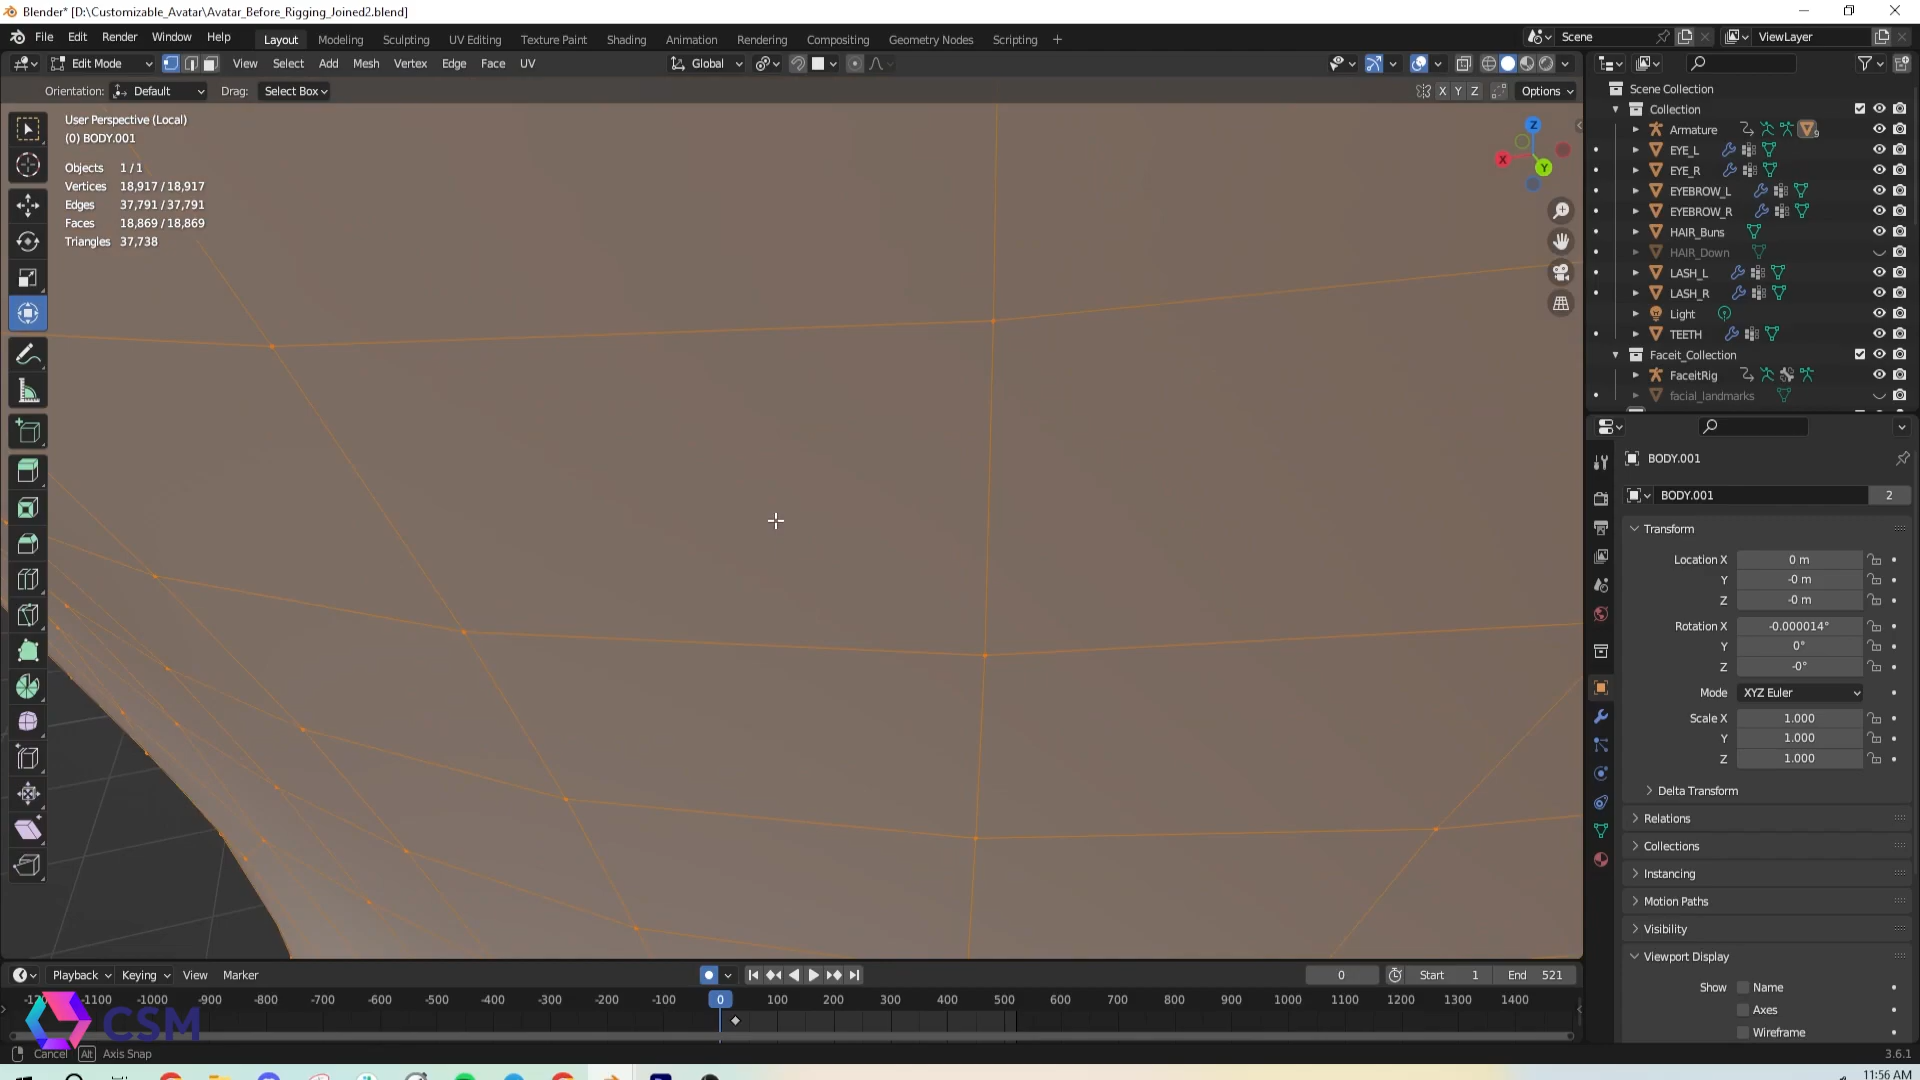 Blender* [D:\Customizable_Avatar\Avatar_Before_Rigging_Joined2.blend]
File Edit Render Window Help Layout Modeling Sculpting UV Editing Texture Paint Shading Animation Rendering Compositing Geometry Nodes Scripting + Scene ViewLayer
Edit Mode View Select Add Mesh Vertex Edge Face UV Global
Orientation: Default Drag: Select Box X Y Z Options
User Perspective (Local)
(0) BODY.001
Objects 1 / 1
Vertices 18,917 / 18,917
Edges 37,791 / 37,791
Faces 18,869 / 18,869
Triangles 37,738
Z
X
Y
Scene Collection
Collection
Armature 9
EYE_L
EYE_R
EYEBROW_L
EYEBROW_R
HAIR_Buns
HAIR_Down
LASH_L
LASH_R
Light
TEETH
Faceit_Collection
FaceitRig
facial_landmarks
BODY.001
BODY.001 2
Transform
Location X 0 m
Y -0 m
Z -0 m
Rotation X -0.000014°
Y 0°
Z -0°
Mode XYZ Euler
Scale X 1.000
Y 1.000
Z 1.000
Delta Transform
Relations
Collections
Instancing
Motion Paths
Visibility
Viewport Display
Show Name
Axes
Wireframe
Playback Keying View Marker 0 Start 1 End 521
-1100 -1000 -900 -800 -700 -600 -500 -400 -300 -200 -100 0 100 200 300 400 500 600 700 800 900 1000 1100 1200 1300 1400
CSM
Cancel Alt Axis Snap 3.6.1
11:56 AM